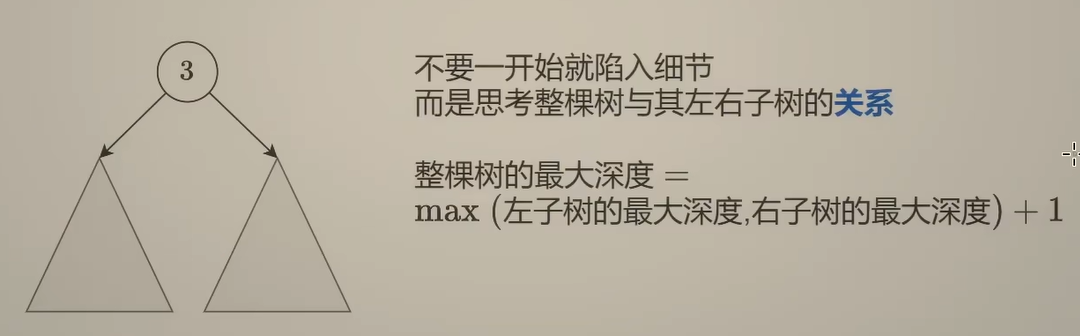 3
不要一开始就陷入细节
而是思考整棵树与其左右子树的关系
整棵树的最大深度 =
max (左子树的最大深度,右子树的最大深度) + 1